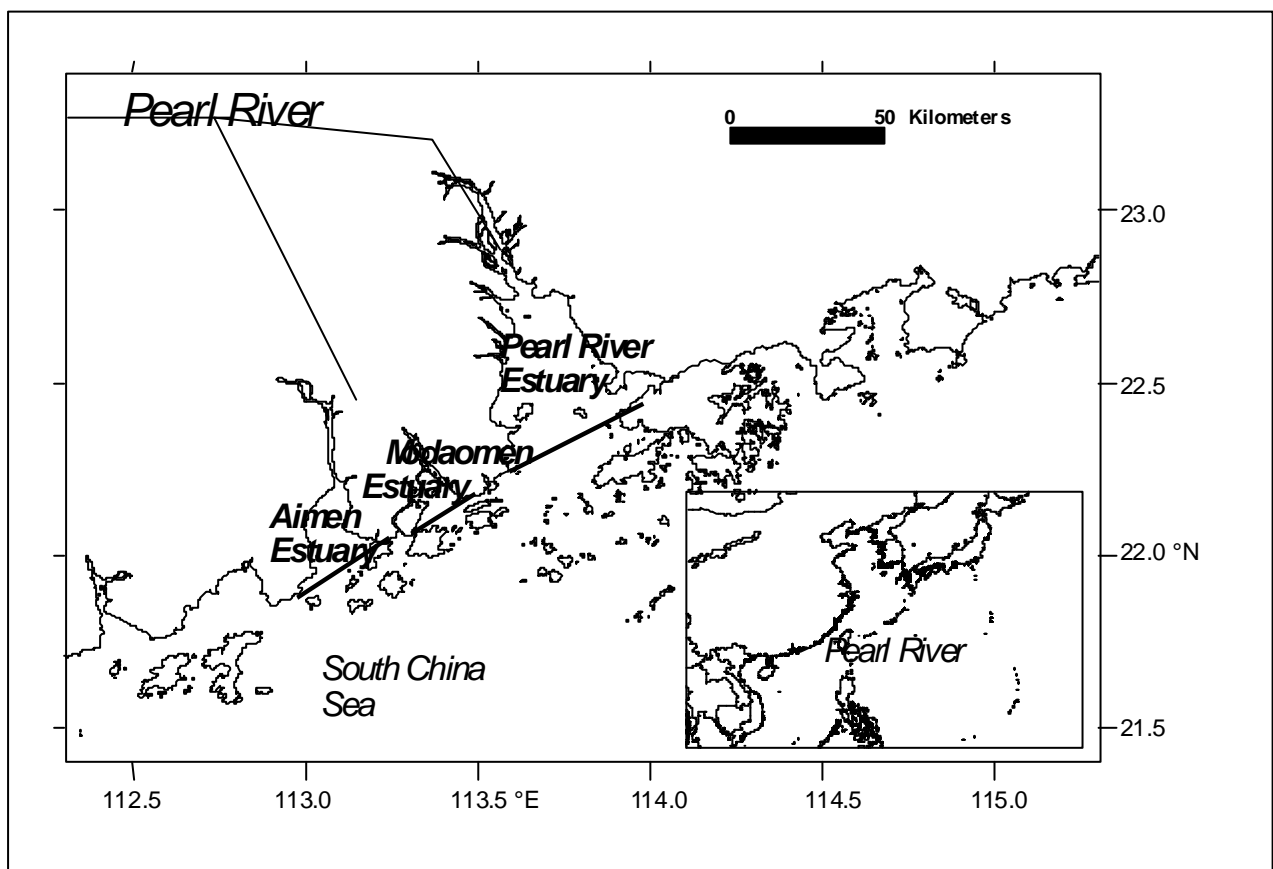 Pearl River
0 50 Kilometers
23.0
Pearl River
Estuary
22.5
Modaomen
Estuary
Aimen
Estuary
22.0 °N
South China
Sea
Pearl River
21.5
112.5 113.0 113.5 °E 114.0 114.5 115.0